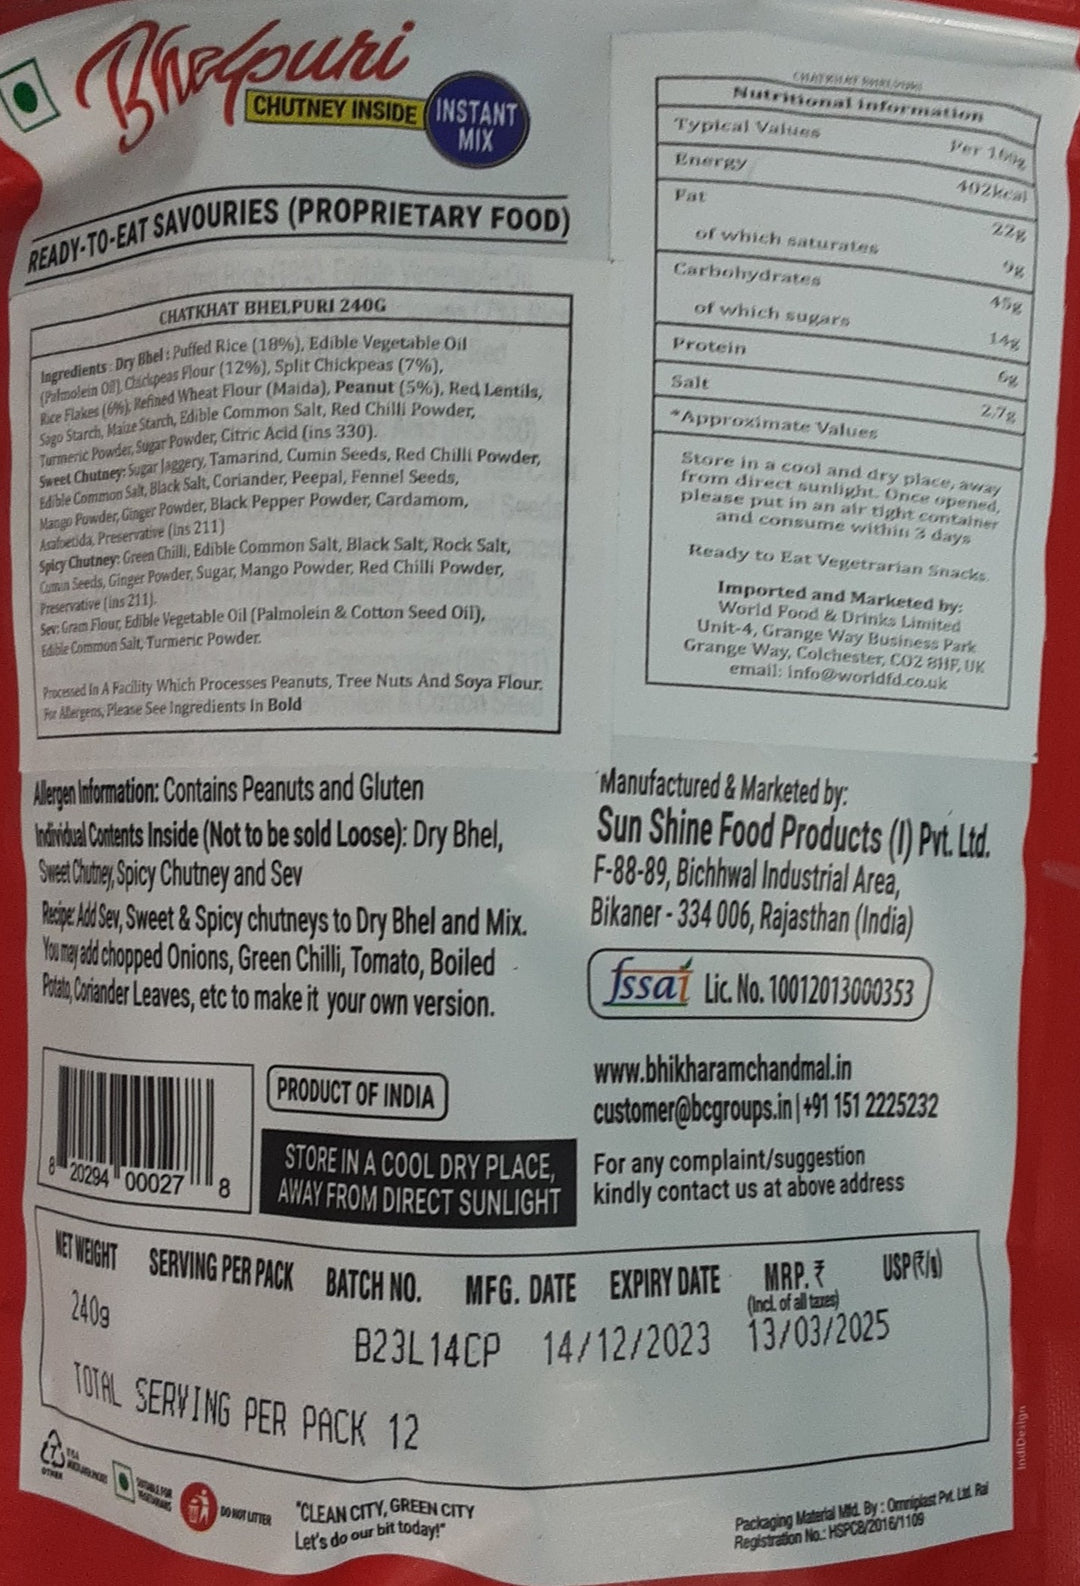 Bhelpuri
CHUTNEY INSIDE
INSTANT
MIX
READY-TO-EAT SAVOURIES (PROPRIETARY FOOD)
CHATKHAT BHELPURI 240G
Ingredients : Dry Bhel : Puffed Rice (18%), Edible Vegetable Oil
(Palmolein Oil), Chickpeas Flour (12%), Split Chickpeas (7%),
Rice Flakes (6%), Refined Wheat Flour (Maida), Peanut (5%), Red Lentils,
Sago Starch, Maize Starch, Edible Common Salt, Red Chilli Powder,
Turmeric Powder, Sugar Powder, Citric Acid (ins 330).
Sweet Chutney: Sugar Jaggery, Tamarind, Cumin Seeds, Red Chilli Powder,
Edible Common Salt, Black Salt, Coriander, Peepal, Fennel Seeds,
Mango Powder, Ginger Powder, Black Pepper Powder, Cardamom,
Asafoetida, Preservative (ins 211)
Spicy Chutney: Green Chilli, Edible Common Salt, Black Salt, Rock Salt,
Cumin Seeds, Ginger Powder, Sugar, Mango Powder, Red Chilli Powder,
Preservative (ins 211).
Sev: Gram Flour, Edible Vegetable Oil (Palmolein & Cotton Seed Oil),
Edible Common Salt, Turmeric Powder.
Processed In A Facility Which Processes Peanuts, Tree Nuts And Soya Flour.
For Allergens, Please See Ingredients In Bold
CHATKHAT BHELPURI
Nutritional information
Typical Values Per 100g
Energy 402kcal
Fat 22g
of which saturates 9g
Carbohydrates 45g
of which sugars 14g
Protein 6g
Salt 2.7g
*Approximate Values
Store in a cool and dry place, away
from direct sunlight. Once opened,
please put in an air tight container
and consume within 3 days
Ready to Eat Vegetrarian Snacks.
Imported and Marketed by:
World Food & Drinks Limited
Unit-4, Grange Way Business Park
Grange Way, Colchester, CO2 8HF, UK
email: info@worldfd.co.uk
Allergen Information: Contains Peanuts and Gluten
Individual Contents Inside (Not to be sold Loose): Dry Bhel,
Sweet Chutney, Spicy Chutney and Sev
Recipe: Add Sev, Sweet & Spicy chutneys to Dry Bhel and Mix.
You may add chopped Onions, Green Chilli, Tomato, Boiled
Potato, Coriander Leaves, etc to make it your own version.
Manufactured & Marketed by:
Sun Shine Food Products (I) Pvt. Ltd.
F-88-89, Bichhwal Industrial Area,
Bikaner - 334 006, Rajasthan (India)
fssai Lic. No. 10012013000353
www.bhikharamchandmal.in
customer@bcgroups.in | +91 151 2225232
For any complaint/suggestion
kindly contact us at above address
8 20294 00027 8
PRODUCT OF INDIA
STORE IN A COOL DRY PLACE,
AWAY FROM DIRECT SUNLIGHT
NET WEIGHT SERVING PER PACK BATCH NO. MFG. DATE EXPIRY DATE MRP. ₹ USP(₹/g)
(Incl. of all taxes)
240g B23L14CP 14/12/2023 13/03/2025
TOTAL SERVING PER PACK 12
7
OTHER
SUITABLE FOR
VEGETARIANS
DO NOT LITTER
"CLEAN CITY, GREEN CITY
Let's do our bit today!"
Packaging Material Mfd. By : Omniplast Pvt. Ltd. Rai
Registration No.: HSPCB/2016/1109
IndiDesign